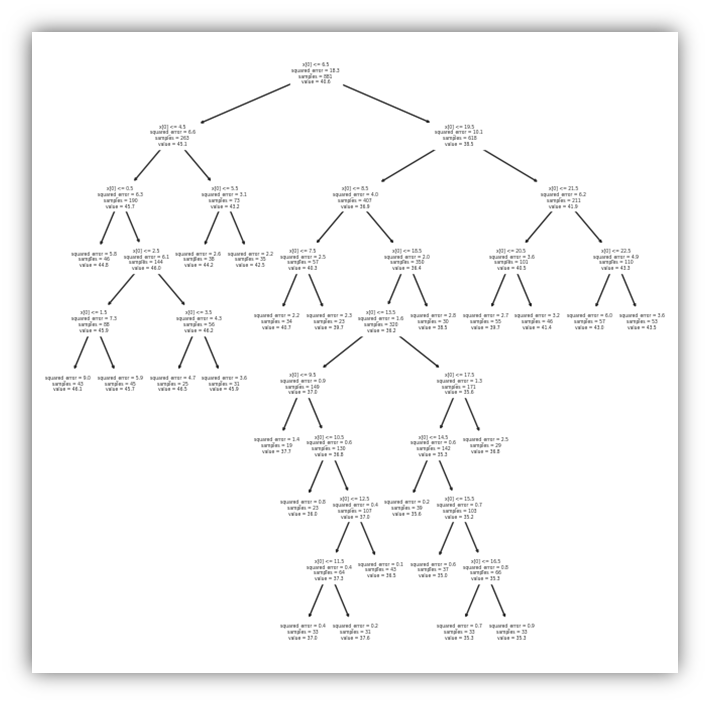 x[0] <= 6.5
squared_error = 18.3
samples = 881
value = 40.6
x[0] <= 4.5
squared_error = 6.6
samples = 263
value = 45.1
x[0] <= 19.5
squared_error = 10.1
samples = 618
value = 38.5
x[0] <= 0.5
squared_error = 6.3
samples = 190
value = 45.7
x[0] <= 5.5
squared_error = 3.1
samples = 73
value = 43.2
x[0] <= 8.5
squared_error = 4.0
samples = 407
value = 36.9
x[0] <= 21.5
squared_error = 6.2
samples = 211
value = 41.9
squared_error = 5.8
samples = 46
value = 44.8
x[0] <= 2.5
squared_error = 6.1
samples = 144
value = 46.0
squared_error = 2.6
samples = 38
value = 44.2
squared_error = 2.2
samples = 35
value = 42.5
x[0] <= 7.5
squared_error = 2.5
samples = 57
value = 40.3
x[0] <= 18.5
squared_error = 2.0
samples = 350
value = 36.4
x[0] <= 20.5
squared_error = 3.6
samples = 101
value = 40.5
x[0] <= 22.5
squared_error = 4.9
samples = 110
value = 43.3
x[0] <= 1.5
squared_error = 7.3
samples = 88
value = 45.9
x[0] <= 3.5
squared_error = 4.3
samples = 56
value = 46.2
squared_error = 2.2
samples = 34
value = 40.7
squared_error = 2.3
samples = 23
value = 39.7
x[0] <= 13.5
squared_error = 1.6
samples = 320
value = 36.2
squared_error = 2.8
samples = 30
value = 38.5
squared_error = 2.7
samples = 55
value = 39.7
squared_error = 3.2
samples = 46
value = 41.4
squared_error = 6.0
samples = 57
value = 43.0
squared_error = 3.6
samples = 53
value = 43.5
squared_error = 9.0
samples = 43
value = 46.1
squared_error = 5.9
samples = 45
value = 45.7
squared_error = 4.7
samples = 25
value = 46.5
squared_error = 3.6
samples = 31
value = 45.9
x[0] <= 9.5
squared_error = 0.9
samples = 149
value = 37.0
x[0] <= 17.5
squared_error = 1.3
samples = 171
value = 35.6
squared_error = 1.4
samples = 19
value = 37.7
x[0] <= 10.5
squared_error = 0.6
samples = 130
value = 36.8
x[0] <= 14.5
squared_error = 0.6
samples = 142
value = 35.3
squared_error = 2.5
samples = 29
value = 36.8
squared_error = 0.8
samples = 23
value = 36.0
x[0] <= 12.5
squared_error = 0.4
samples = 107
value = 37.0
squared_error = 0.2
samples = 39
value = 35.6
x[0] <= 15.5
squared_error = 0.7
samples = 103
value = 35.2
x[0] <= 11.5
squared_error = 0.4
samples = 64
value = 37.3
squared_error = 0.1
samples = 43
value = 36.5
squared_error = 0.6
samples = 37
value = 35.0
x[0] <= 16.5
squared_error = 0.8
samples = 66
value = 35.3
squared_error = 0.4
samples = 33
value = 37.0
squared_error = 0.2
samples = 31
value = 37.6
squared_error = 0.7
samples = 33
value = 35.3
squared_error = 0.9
samples = 33
value = 35.2